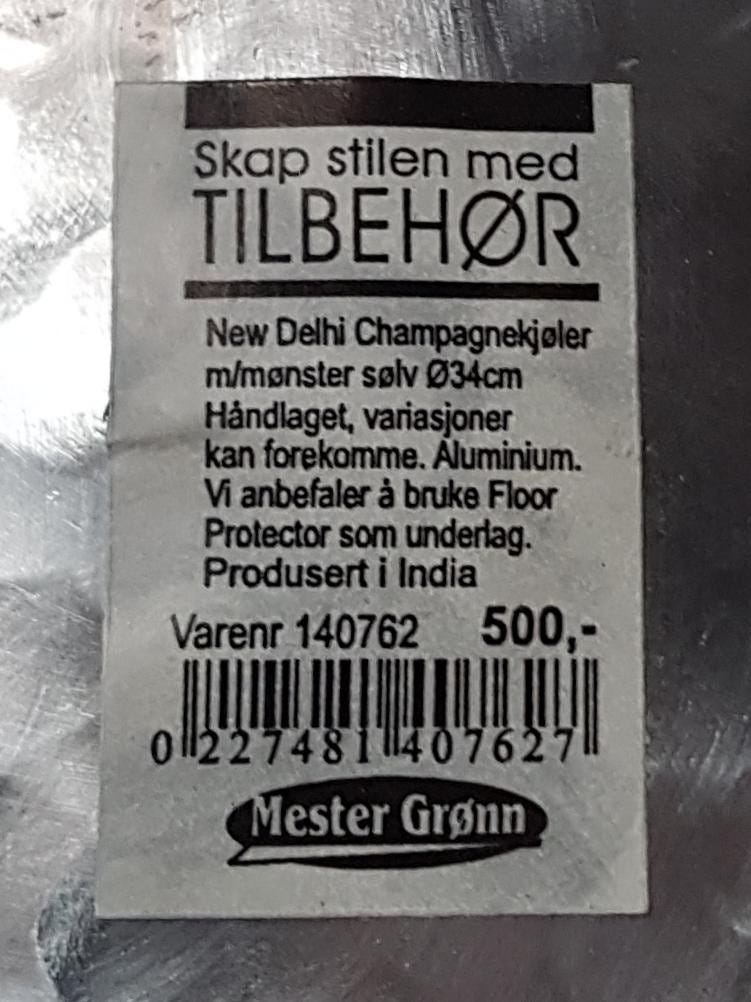 Skap stilen med
TILBEHØR
New Delhi Champagnekjøler
m/mønster sølv Ø34cm
Håndlaget, variasjoner
kan forekomme. Aluminium.
Vi anbefaler å bruke Floor
Protector som underlag.
Produsert i India
Varenr 140762 500,-
0 227481 407627
Mester Grønn